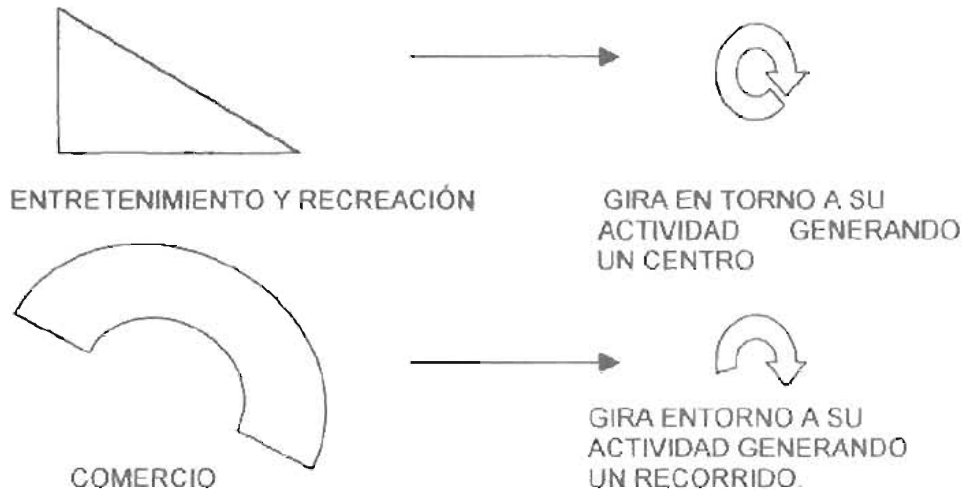 ENTRETENIMIENTO Y RECREACIÓN
GIRA EN TORNO A SU
ACTIVIDAD GENERANDO
UN CENTRO
GIRA ENTORNO A SU
ACTIVIDAD GENERANDO
UN RECORRIDO.
COMERCIO